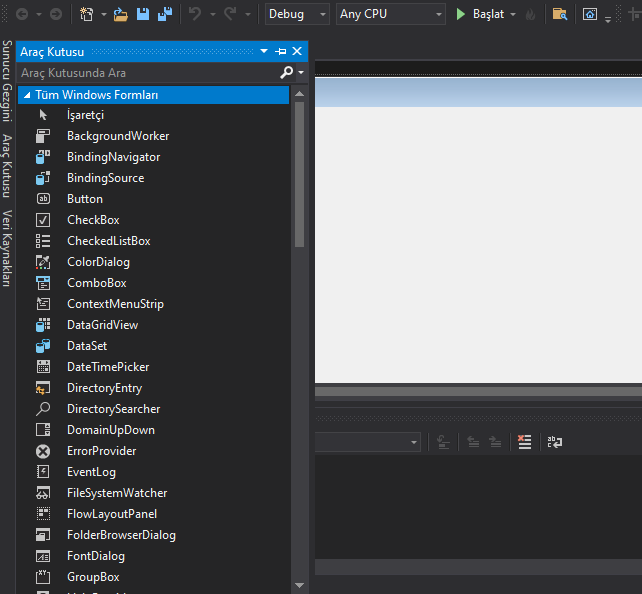 Debug
Any CPU
Başlat
Sunucu Gezgini
Araç Kutusu
Veri Kaynakları
Araç Kutusu
Araç Kutusunda Ara
Tüm Windows Formları
İşaretçi
BackgroundWorker
BindingNavigator
BindingSource
Button
CheckBox
CheckedListBox
ColorDialog
ComboBox
ContextMenuStrip
DataGridView
DataSet
DateTimePicker
DirectoryEntry
DirectorySearcher
DomainUpDown
ErrorProvider
EventLog
FileSystemWatcher
FlowLayoutPanel
FolderBrowserDialog
FontDialog
GroupBox